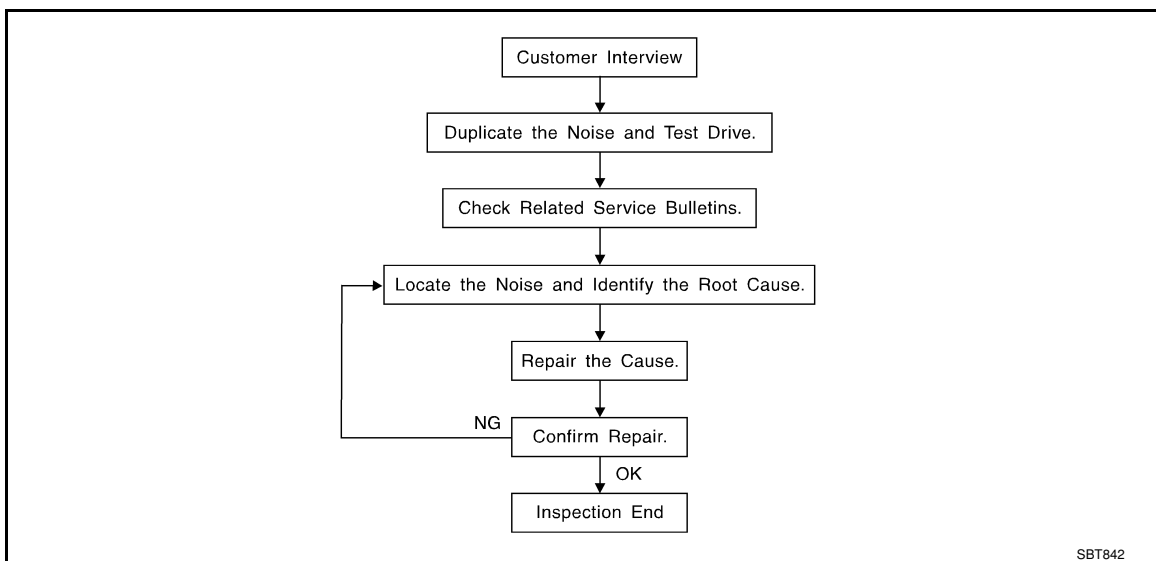 Customer Interview
Duplicate the Noise and Test Drive.
Check Related Service Bulletins.
Locate the Noise and Identify the Root Cause.
Repair the Cause.
NG
Confirm Repair.
OK
Inspection End
SBT842